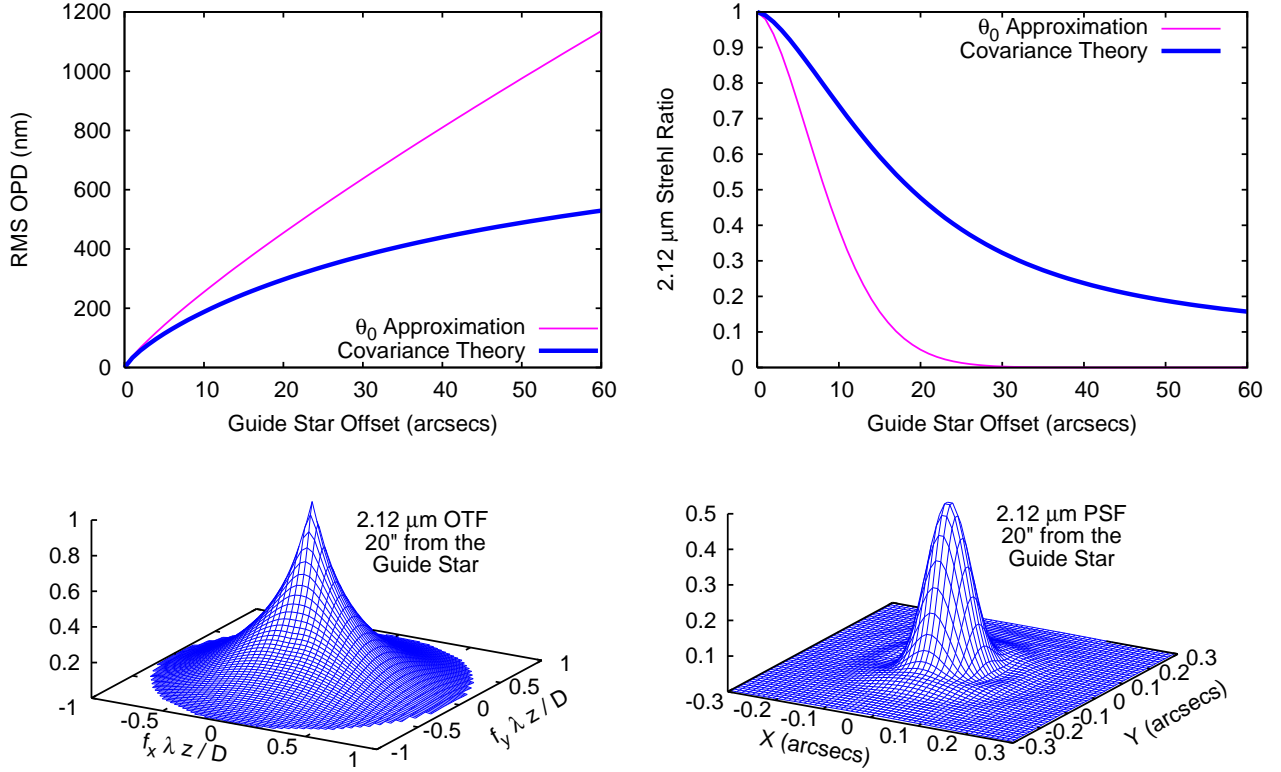 1200
1000
800
600
400
200
0
RMS OPD (nm)
θ0 Approximation
Covariance Theory
0 10 20 30 40 50 60
Guide Star Offset (arcsecs)
1
0.9
0.8
0.7
0.6
0.5
0.4
0.3
0.2
0.1
0
2.12 μm Strehl Ratio
θ0 Approximation
Covariance Theory
0 10 20 30 40 50 60
Guide Star Offset (arcsecs)
2.12 μm OTF
20" from the
Guide Star
1
0.8
0.6
0.4
0.2
-1 -0.5 0 0.5 1
fx λ z / D
-1 -0.5 0 0.5 1
fy λ z / D
2.12 μm PSF
20" from the
Guide Star
0.5
0.4
0.3
0.2
0.1
-0.3 -0.2 -0.1 0 0.1 0.2 0.3
X (arcsecs)
-0.3 -0.2 -0.1 0 0.1 0.2 0.3
Y (arcsecs)